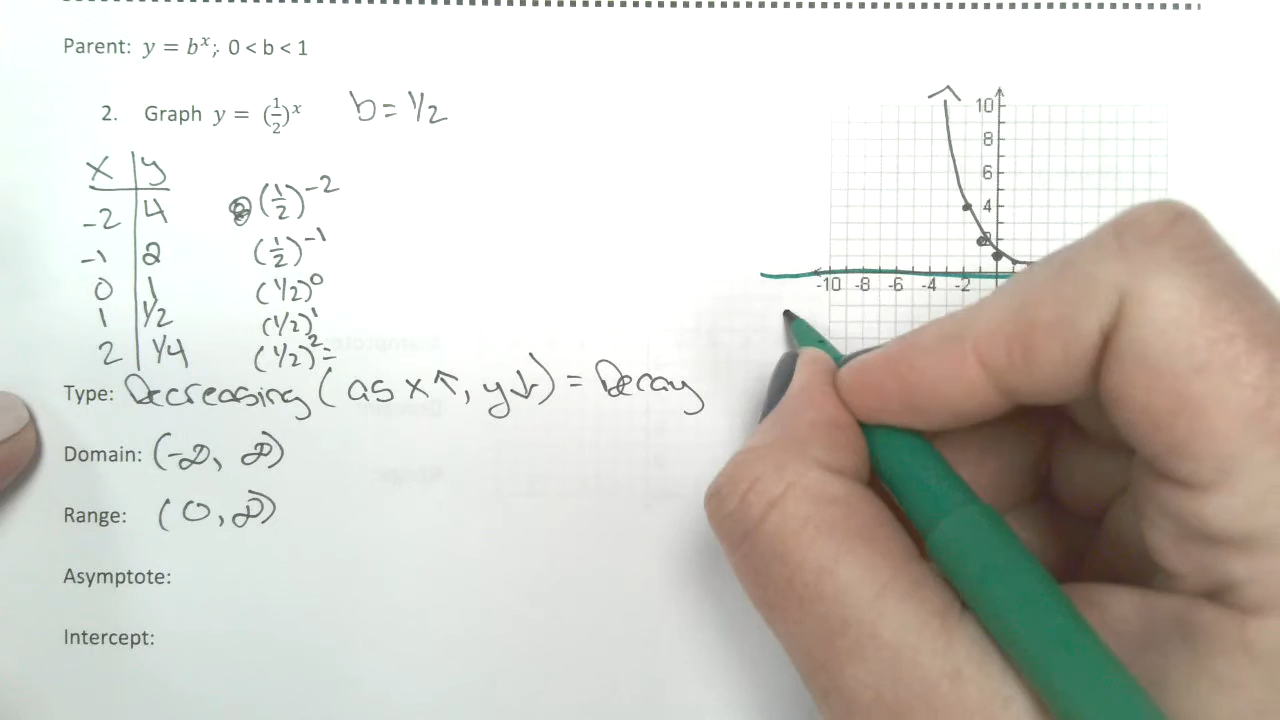 Parent: y = bˣ; 0 < b < 1
2. Graph y = (1/2)ˣ b = 1/2
x | y
-2 | 4 (1/2)⁻²
-1 | 2 (1/2)⁻¹
0 | 1 (1/2)⁰
1 | 1/2 (1/2)¹
2 | 1/4 (1/2)² =
Type: Decreasing (as x↑, y↓) = Decay
Domain: (-∞, ∞)
Range: (0, ∞)
Asymptote:
Intercept:
10
8
6
4
2
-10 -8 -6 -4 -2